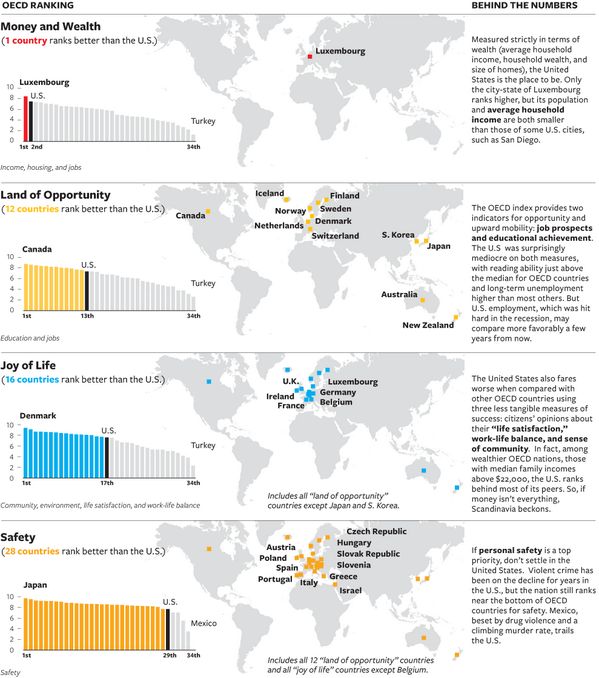 OECD RANKING
BEHIND THE NUMBERS
Money and Wealth
(1 country ranks better than the U.S.)
Luxembourg
U.S.
10
8
6
4
2
0
Turkey
1st 2nd
34th
Income, housing, and jobs
Luxembourg
Measured strictly in terms of
wealth (average household
income, household wealth, and
size of homes), the United
States is the place to be. Only
the city-state of Luxembourg
ranks higher, but its population
and average household
income are both smaller
than those of some U.S. cities,
such as San Diego.
Land of Opportunity
(12 countries rank better than the U.S.)
Canada
U.S.
10
8
6
4
2
0
Turkey
1st
13th
34th
Education and jobs
Canada
Iceland
Finland
Norway
Sweden
Netherlands
Denmark
Switzerland
S. Korea
Japan
Australia
New Zealand
The OECD index provides two
indicators for opportunity and
upward mobility: job prospects
and educational achievement.
The U.S was surprisingly
mediocre on both measures,
with reading ability just above
the median for OECD countries
and long-term unemployment
higher than most others. But
U.S. employment, which was hit
hard in the recession, may
compare more favorably a few
years from now.
Joy of Life
(16 countries rank better than the U.S.)
Denmark
U.S.
10
8
6
4
2
0
Turkey
1st
17th
34th
Community, environment, life satisfaction, and work-life balance
U.K.
Luxembourg
Ireland
Germany
France
Belgium
Includes all "land of opportunity"
countries except Japan and S. Korea.
The United States also fares
worse when compared with
other OECD countries using
three less tangible measures of
success: citizens' opinions about
their "life satisfaction,"
work-life balance, and sense
of community. In fact, among
wealthier OECD nations, those
with median family incomes
above $22,000, the U.S. ranks
behind most of its peers. So, if
money isn't everything,
Scandinavia beckons.
Safety
(28 countries rank better than the U.S.)
Japan
U.S.
10
8
6
4
2
0
Mexico
1st
29th
34th
Safety
Czech Republic
Austria
Hungary
Poland
Slovak Republic
Spain
Slovenia
Portugal
Italy
Greece
Israel
Includes all 12 "land of opportunity" countries
and all "joy of life" countries except Belgium.
If personal safety is a top
priority, don't settle in the
United States. Violent crime has
been on the decline for years in
the U.S., but the nation still ranks
near the bottom of OECD
countries for safety. Mexico,
beset by drug violence and a
climbing murder rate, trails
the U.S.